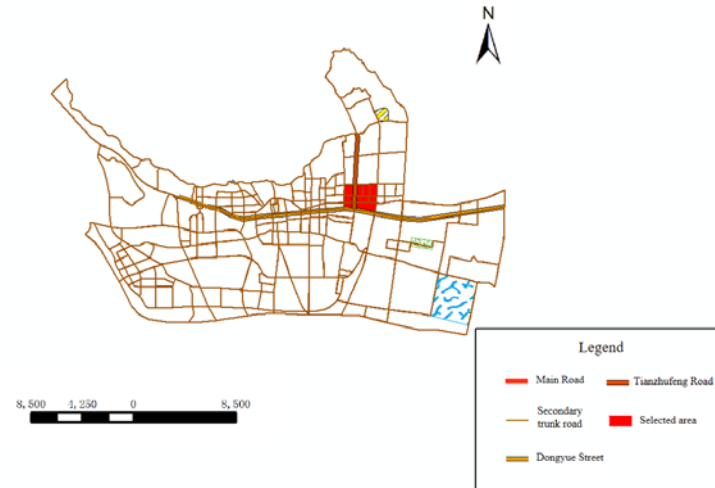 N
8,500 4,250 0 8,500
Legend
Main Road Tianzhufeng Road
Secondary
trunk road
Selected area
Dongyue Street